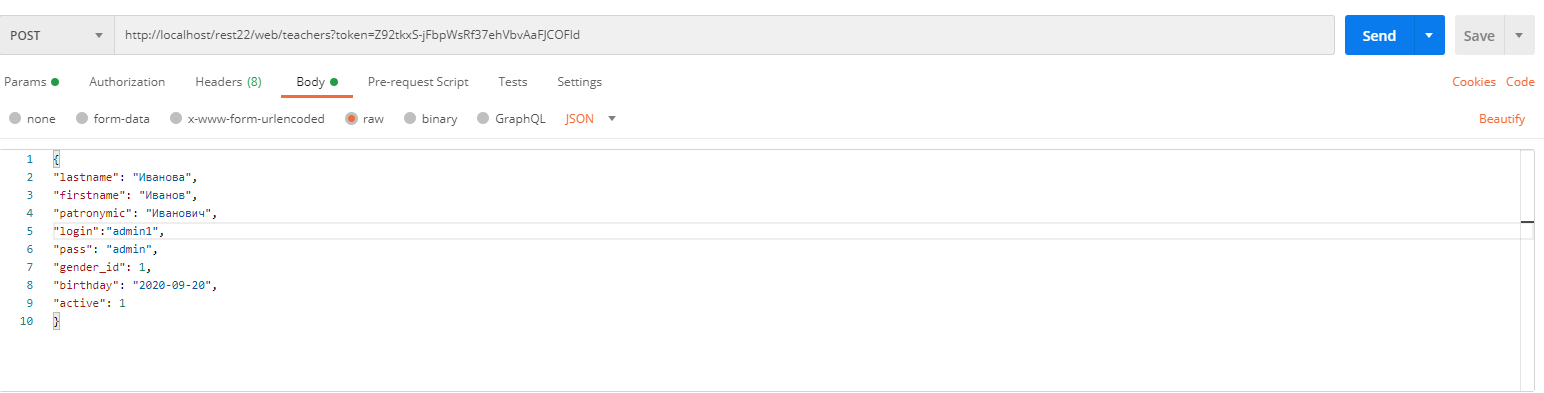 POST http://localhost/rest22/web/teachers?token=Z92tkxS-jFbpWsRf37ehVbvAaFJCOFId Send Save
Params Authorization Headers (8) Body Pre-request Script Tests Settings Cookies Code
none form-data x-www-form-urlencoded raw binary GraphQL JSON Beautify
1 {
2 "lastname": "Иванова",
3 "firstname": "Иванов",
4 "patronymic": "Иванович",
5 "login":"admin1",
6 "pass": "admin",
7 "gender_id": 1,
8 "birthday": "2020-09-20",
9 "active": 1
10 }